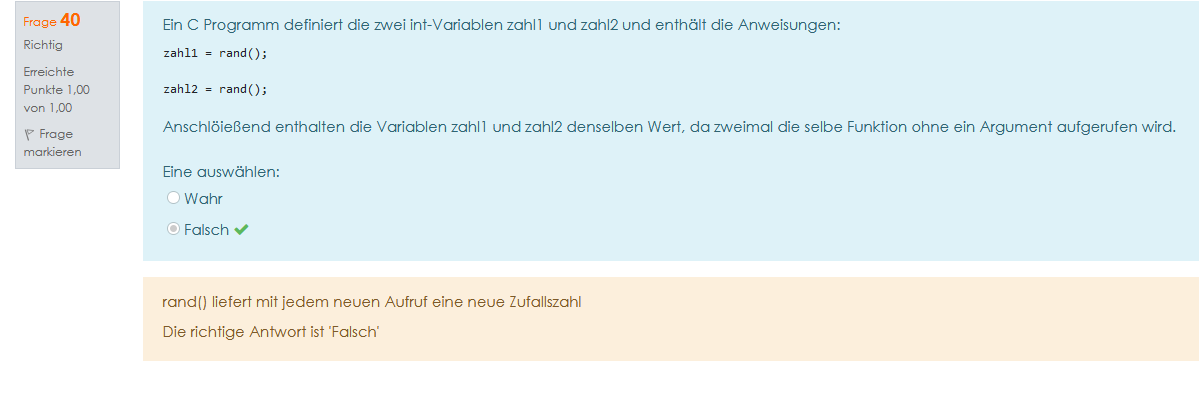 Frage 40
Richtig
Erreichte
Punkte 1,00
von 1,00
Frage
markieren
Ein C Programm definiert die zwei int-Variablen zahl1 und zahl2 und enthält die Anweisungen:
zahl1 = rand();
zahl2 = rand();
Anschlöießend enthalten die Variablen zahl1 und zahl2 denselben Wert, da zweimal die selbe Funktion ohne ein Argument aufgerufen wird.
Eine auswählen:
Wahr
Falsch
rand() liefert mit jedem neuen Aufruf eine neue Zufallszahl
Die richtige Antwort ist 'Falsch'